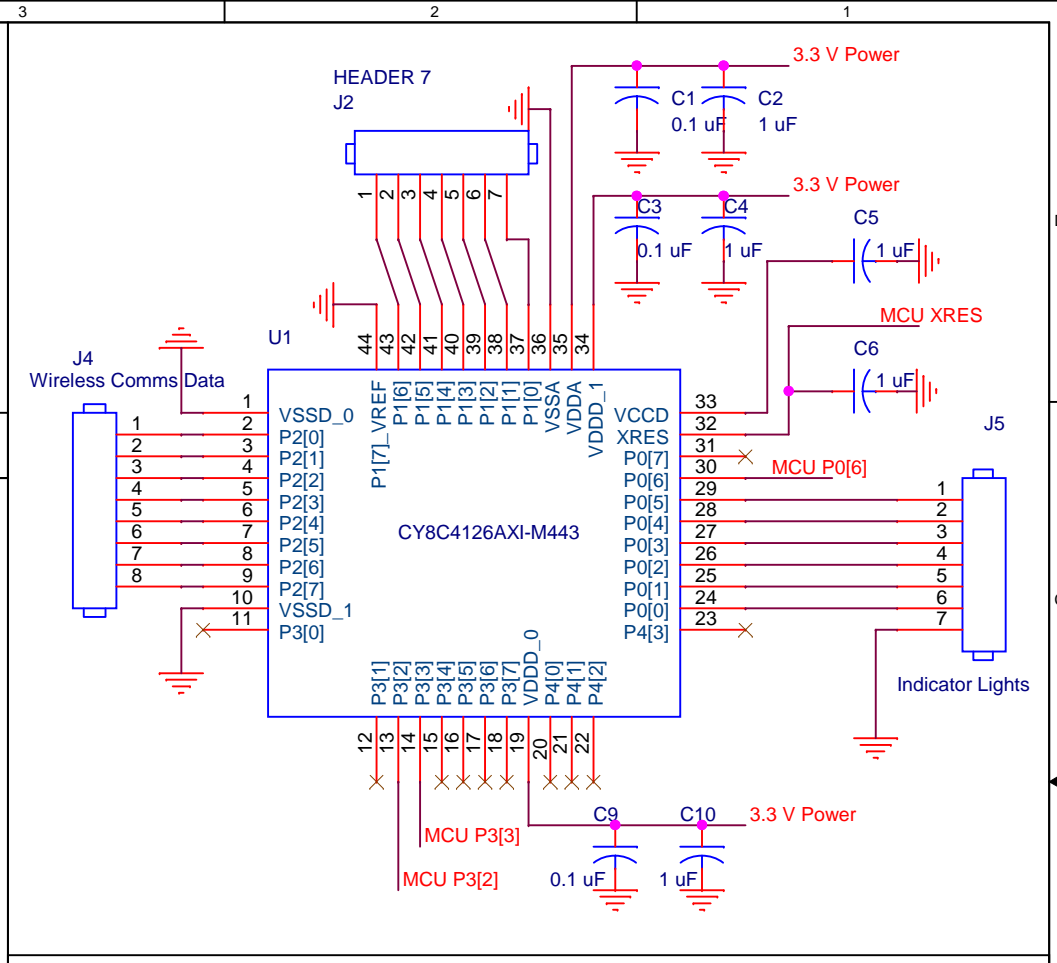 3
2
1
3.3 V Power
HEADER 7
J2
C1
0.1 uF
C2
1 uF
1
2
3
4
5
6
7
3.3 V Power
C3
0.1 uF
C4
1 uF
C5
1 uF
MCU XRES
C6
1 uF
44
43
42
41
40
39
38
37
36
35
34
U1
P1[7]_VREF
P1[6]
P1[5]
P1[4]
P1[3]
P1[2]
P1[1]
P1[0]
VSSA
VDDA
VDDD_1
J4
Wireless Comms Data
1
2
3
4
5
6
7
8
1 VSSD_0
2 P2[0]
3 P2[1]
4 P2[2]
5 P2[3]
6 P2[4]
7 P2[5]
8 P2[6]
9 P2[7]
10 VSSD_1
11 P3[0]
CY8C4126AXI-M443
VCCD 33
XRES 32
P0[7] 31
P0[6] 30
P0[5] 29
P0[4] 28
P0[3] 27
P0[2] 26
P0[1] 25
P0[0] 24
P4[3] 23
MCU P0[6]
J5
1
2
3
4
5
6
7
Indicator Lights
P3[1]
P3[2]
P3[3]
P3[4]
P3[5]
P3[6]
P3[7]
VDDD_0
P4[0]
P4[1]
P4[2]
12
13
14
15
16
17
18
19
20
21
22
MCU P3[3]
MCU P3[2]
C9
0.1 uF
C10
1 uF
3.3 V Power